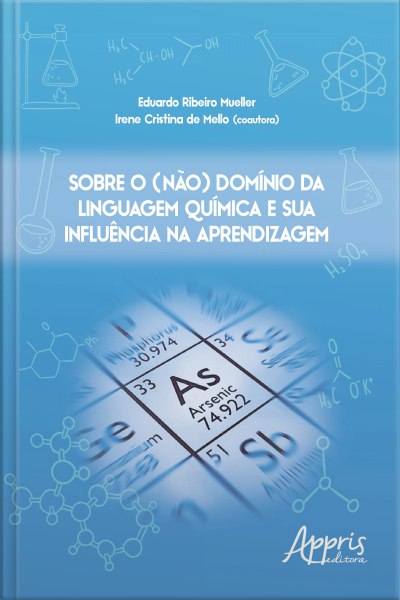 H₃C
CH-OH
H₃C
OH
Eduardo Ribeiro Mueller
Irene Cristina de Mello (coautora)
SOBRE O (NÃO) DOMÍNIO DA
LINGUAGEM QUÍMICA E SUA
INFLUÊNCIA NA APRENDIZAGEM
H₂SO₄
Phosphorus
30.974
34
Se
33
As
Arsenic
74.922
O
H₃C
C
O⁻K⁺
Ge
51
Sb
Appris
editora